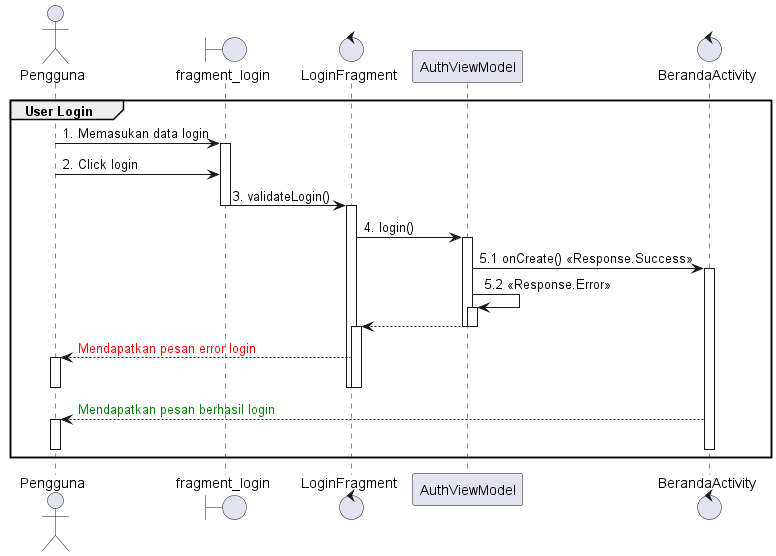 Pengguna
fragment_login
LoginFragment
AuthViewModel
BerandaActivity
User Login
1. Memasukan data login
2. Click login
3. validateLogin()
4. login()
5.1 onCreate() «Response.Success»
5.2 «Response.Error»
Mendapatkan pesan error login
Mendapatkan pesan berhasil login
Pengguna
fragment_login
LoginFragment
AuthViewModel
BerandaActivity